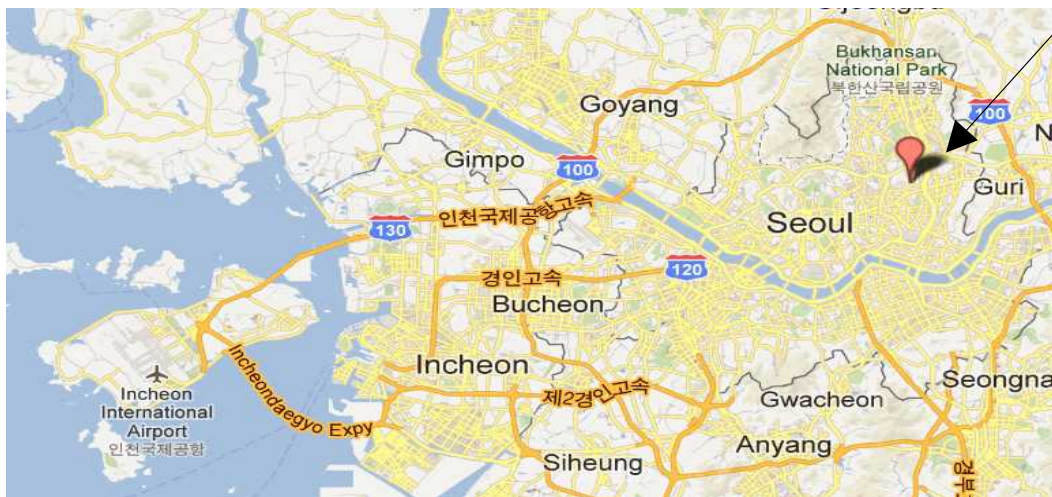 Bukhansan
National Park
북한산국립공원
Goyang
100
Gimpo
100
Guri
인천국제공항고속
130
Seoul
120
경인고속
Bucheon
Incheondaegyo Expy
Incheon
Incheon
International
Airport
인천국제공항
제2경인고속
Gwacheon
Seongna
Anyang
Siheung
경부